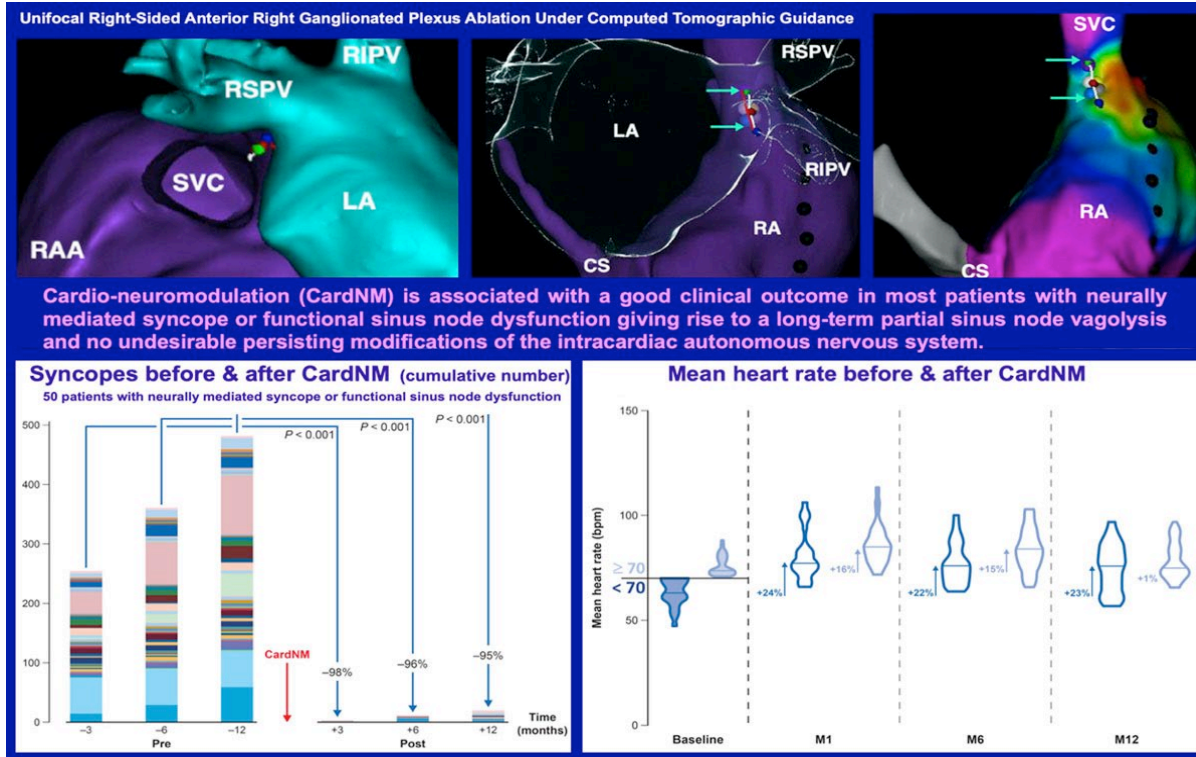 Unifocal Right-Sided Anterior Right Ganglionated Plexus Ablation Under Computed Tomographic Guidance
RIPV
RSPV
SVC
LA
RAA
RSPV
LA
RIPV
RA
CS
SVC
RA
CS
Cardio-neuromodulation (CardNM) is associated with a good clinical outcome in most patients with neurally
mediated syncope or functional sinus node dysfunction giving rise to a long-term partial sinus node vagolysis
and no undesirable persisting modifications of the intracardiac autonomous nervous system.
Syncopes before & after CardNM (cumulative number)
50 patients with neurally mediated syncope or functional sinus node dysfunction
500
400
300
200
100
0
P < 0.001
P < 0.001
P < 0.001
CardNM
–98%
–96%
–95%
–3
–6
–12
+3
+6
+12
Time
(months)
Pre
Post
Mean heart rate before & after CardNM
Mean heart rate (bpm)
150
100
50
0
≥ 70
< 70
+24%
+16%
+22%
+15%
+23%
+1%
Baseline
M1
M6
M12